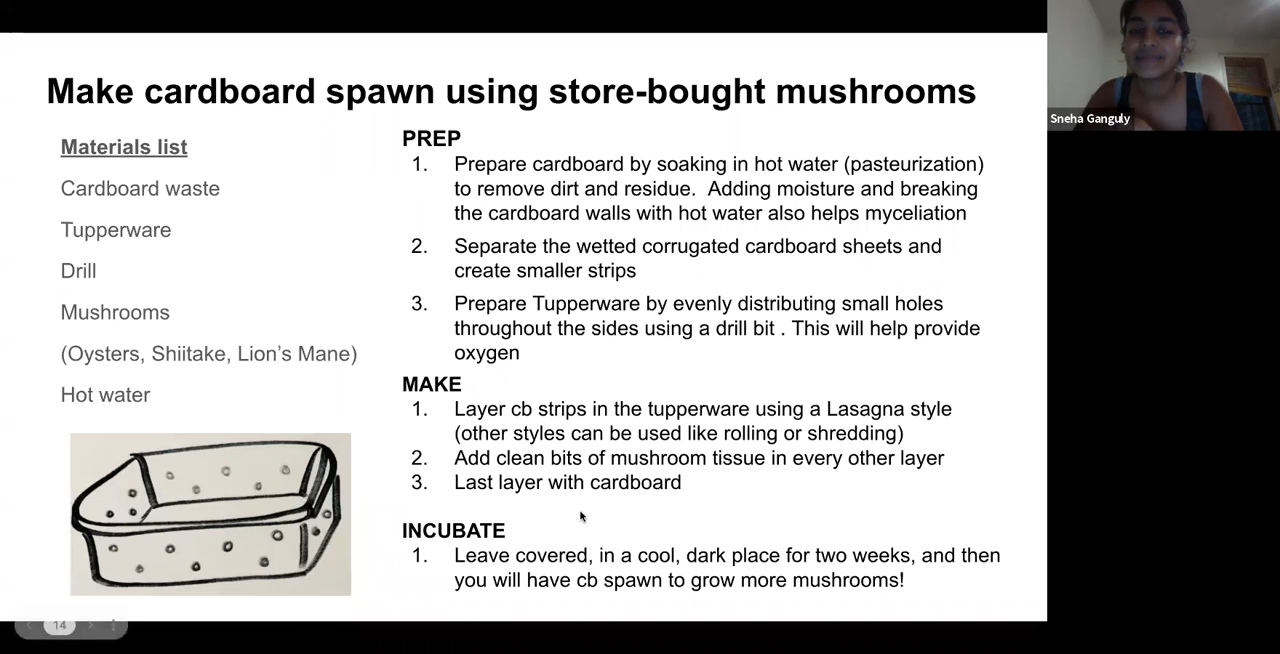 Make cardboard spawn using store-bought mushrooms
Materials list
Cardboard waste
Tupperware
Drill
Mushrooms
(Oysters, Shiitake, Lion's Mane)
Hot water
PREP
1. Prepare cardboard by soaking in hot water (pasteurization)
to remove dirt and residue. Adding moisture and breaking
the cardboard walls with hot water also helps myceliation
2. Separate the wetted corrugated cardboard sheets and
create smaller strips
3. Prepare Tupperware by evenly distributing small holes
throughout the sides using a drill bit . This will help provide
oxygen
MAKE
1. Layer cb strips in the tupperware using a Lasagna style
(other styles can be used like rolling or shredding)
2. Add clean bits of mushroom tissue in every other layer
3. Last layer with cardboard
INCUBATE
1. Leave covered, in a cool, dark place for two weeks, and then
you will have cb spawn to grow more mushrooms!
14
Sneha Ganguly